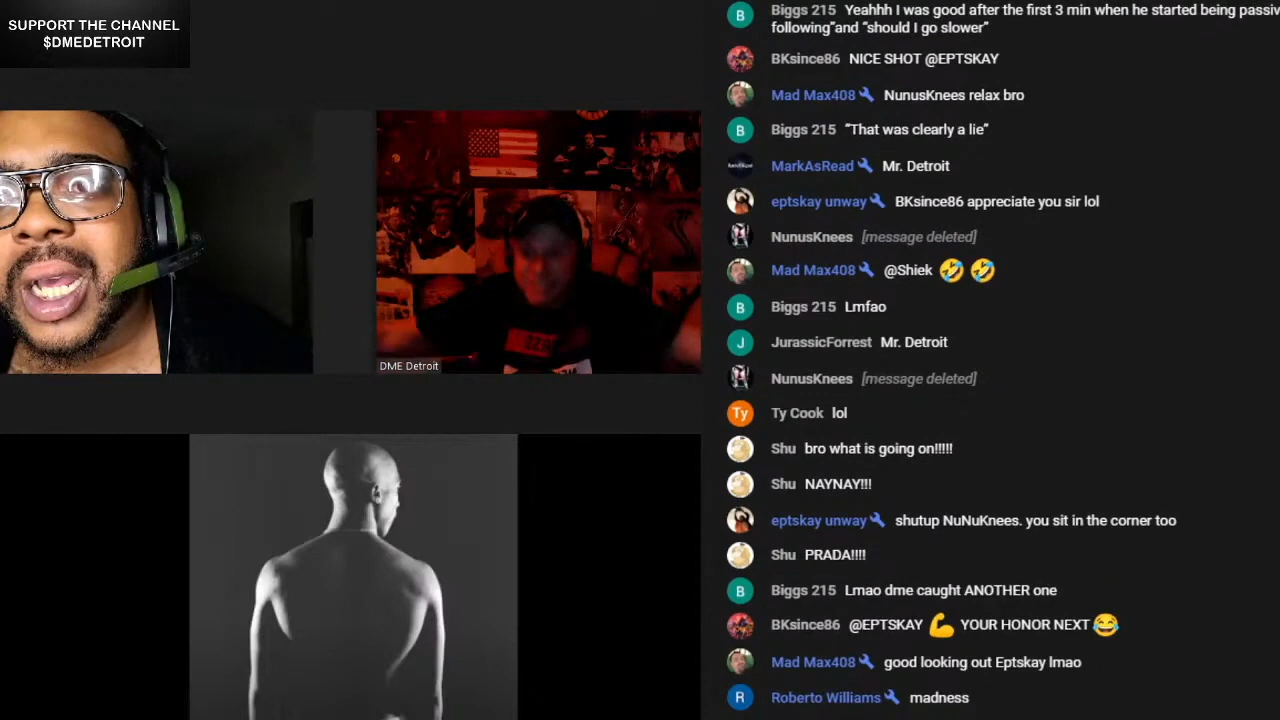 SUPPORT THE CHANNEL
$DMEDETROIT
DME Detroit
B Biggs 215 Yeahhh I was good after the first 3 min when he started being passiv
following”and “should I go slower”
BKsince86 NICE SHOT @EPTSKAY
Mad Max408 NunusKnees relax bro
B Biggs 215 “That was clearly a lie”
MarkAsRead Mr. Detroit
eptskay unway BKsince86 appreciate you sir lol
NunusKnees [message deleted]
Mad Max408 @Shiek 🤣 🤣
B Biggs 215 Lmfao
J JurassicForrest Mr. Detroit
NunusKnees [message deleted]
Ty Ty Cook lol
Shu bro what is going on!!!!!
Shu NAYNAY!!!
eptskay unway shutup NuNuKnees. you sit in the corner too
Shu PRADA!!!!
B Biggs 215 Lmao dme caught ANOTHER one
BKsince86 @EPTSKAY 💪 YOUR HONOR NEXT 😂
Mad Max408 good looking out Eptskay lmao
R Roberto Williams madness